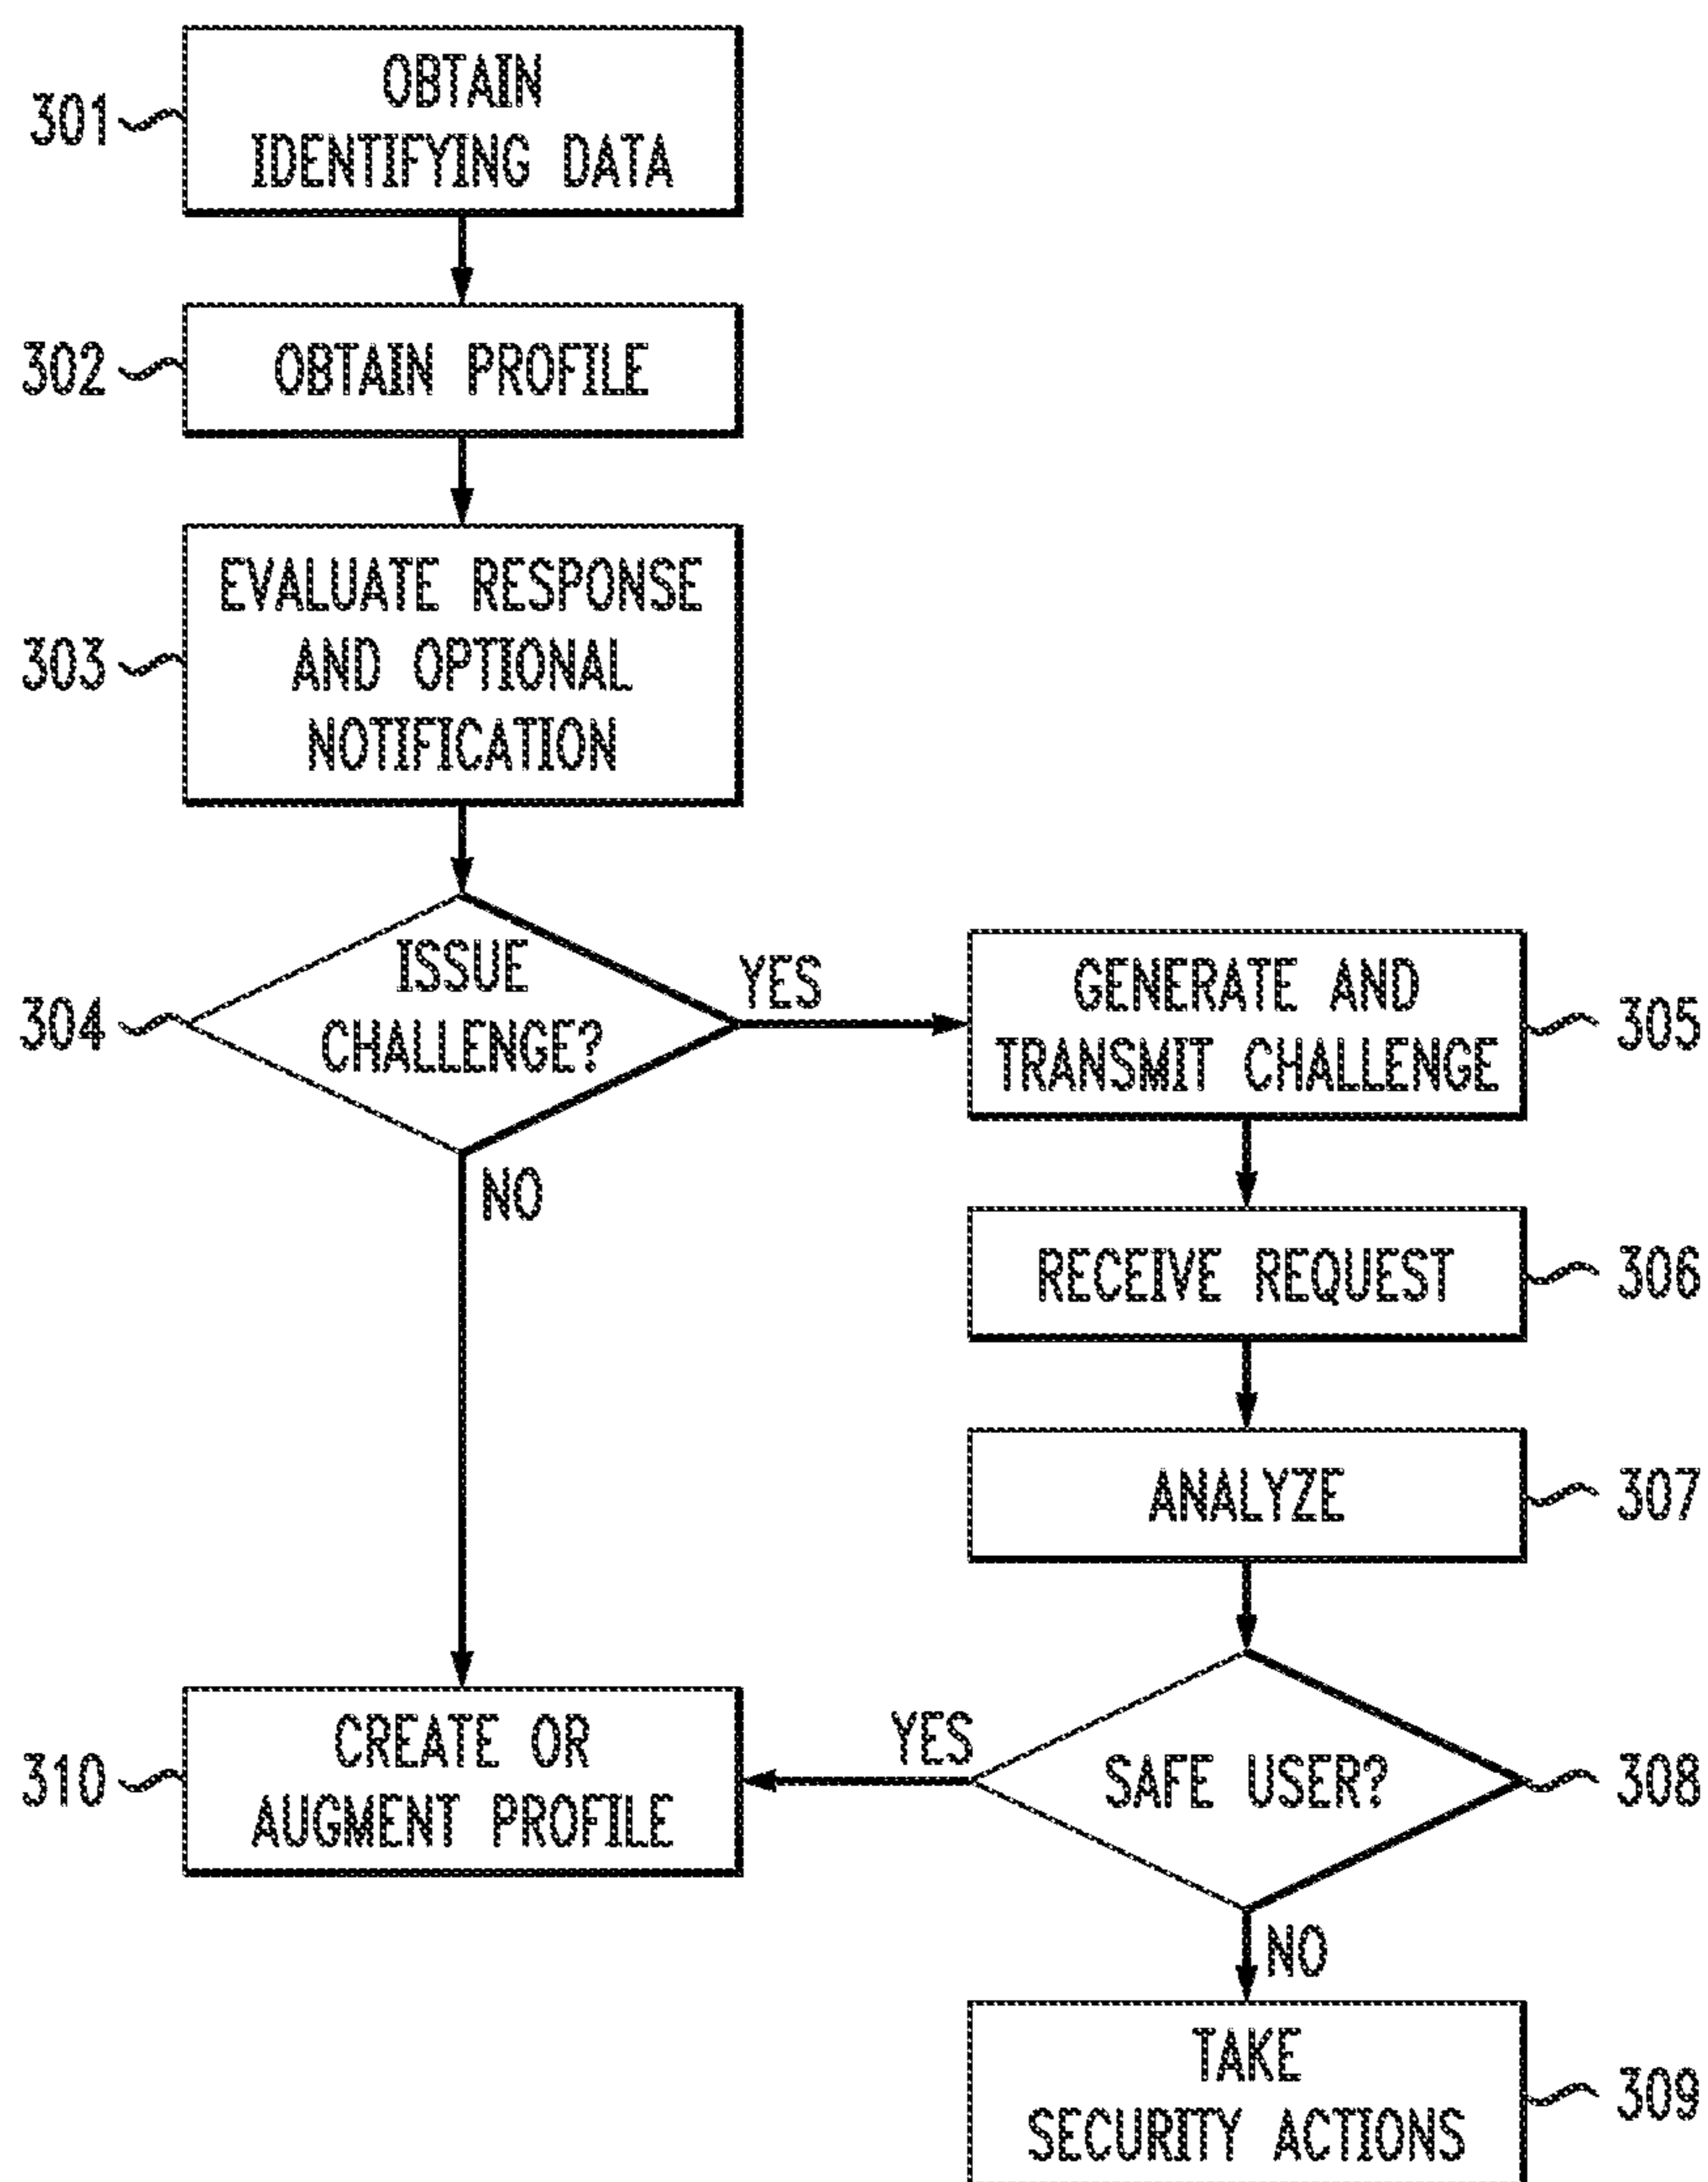 301
OBTAIN
IDENTIFYING DATA
302
OBTAIN PROFILE
303
EVALUATE RESPONSE
AND OPTIONAL
NOTIFICATION
304
ISSUE
CHALLENGE?
YES
NO
GENERATE AND
TRANSMIT CHALLENGE
305
RECEIVE REQUEST
306
ANALYZE
307
SAFE USER?
308
YES
NO
310
CREATE OR
AUGMENT PROFILE
TAKE
SECURITY ACTIONS
309